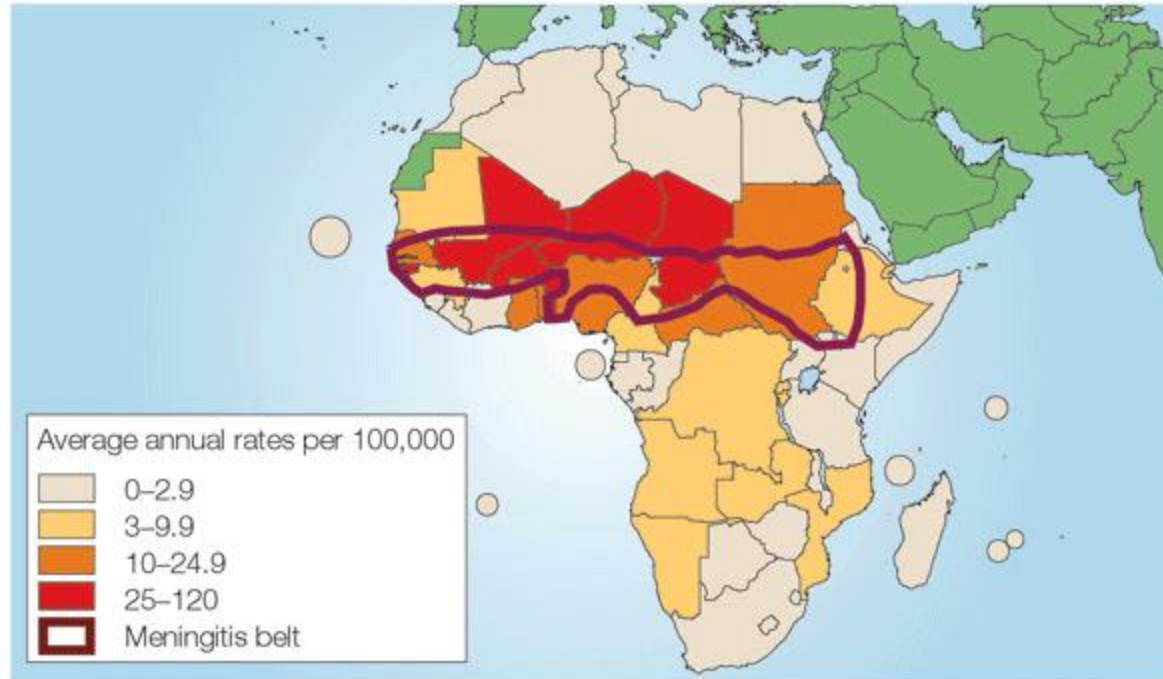 Average annual rates per 100,000
0–2.9
3–9.9
10–24.9
25–120
Meningitis belt